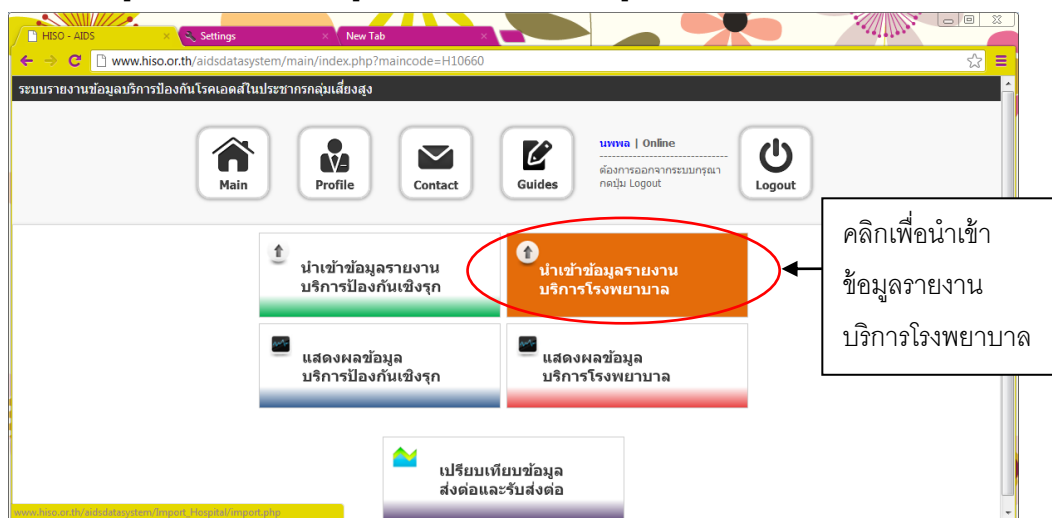 HISO - AIDS
Settings
New Tab
www.hiso.or.th/aidsdatasystem/main/index.php?maincode=H10660
ระบบรายงานข้อมูลบริการป้องกันโรคเอดส์ในประชากรกลุ่มเสี่ยงสูง
Main
Profile
Contact
Guides
นพพล | Online
ต้องการออกจากระบบกรุณา
กดปุ่ม Logout
Logout
นำเข้าข้อมูลรายงาน
บริการป้องกันเชิงรุก
นำเข้าข้อมูลรายงาน
บริการโรงพยาบาล
คลิกเพื่อนำเข้า
ข้อมูลรายงาน
บริการโรงพยาบาล
แสดงผลข้อมูล
บริการป้องกันเชิงรุก
แสดงผลข้อมูล
บริการโรงพยาบาล
เปรียบเทียบข้อมูล
ส่งต่อและรับส่งต่อ
www.hiso.or.th/aidsdatasystem/Import_Hospital/import.php